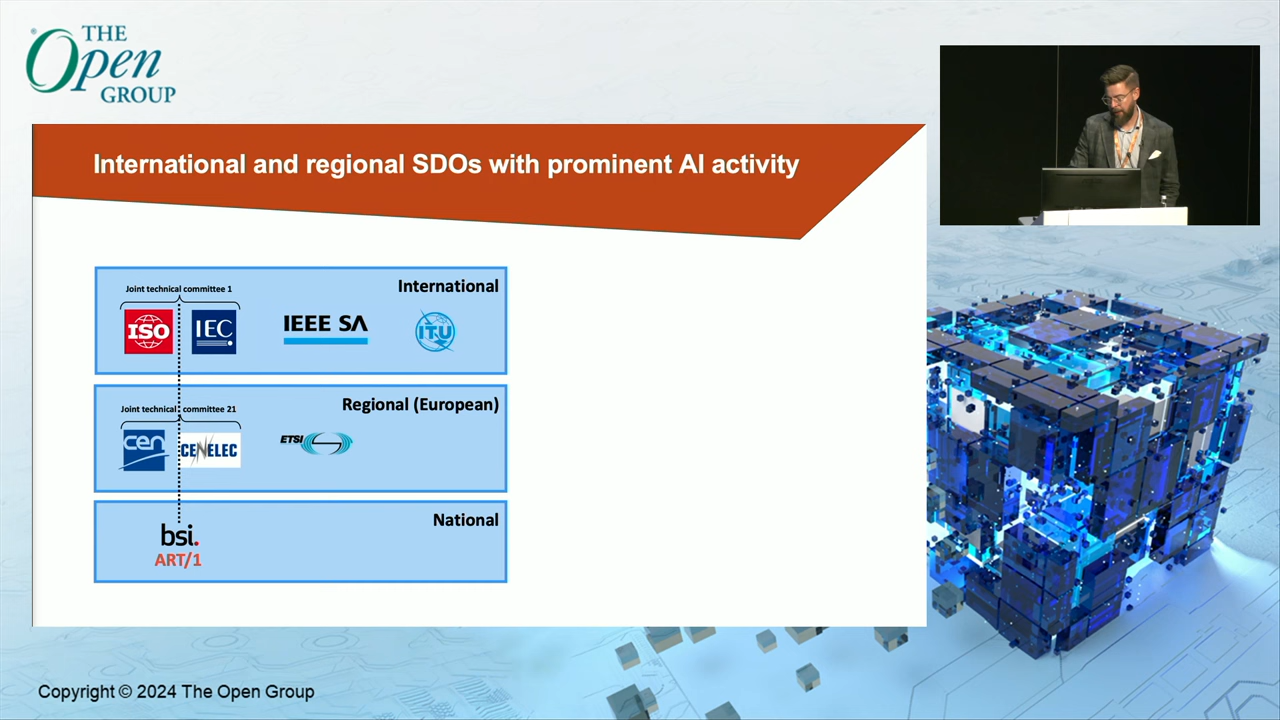 THE
Open
GROUP
International and regional SDOs with prominent AI activity
Joint technical committee 1
International
ISO
IEC
IEEE SA
ITU
Joint technical committee 21
Regional (European)
cen
CENELEC
ETSI
National
bsi.
ART/1
Copyright © 2024 The Open Group